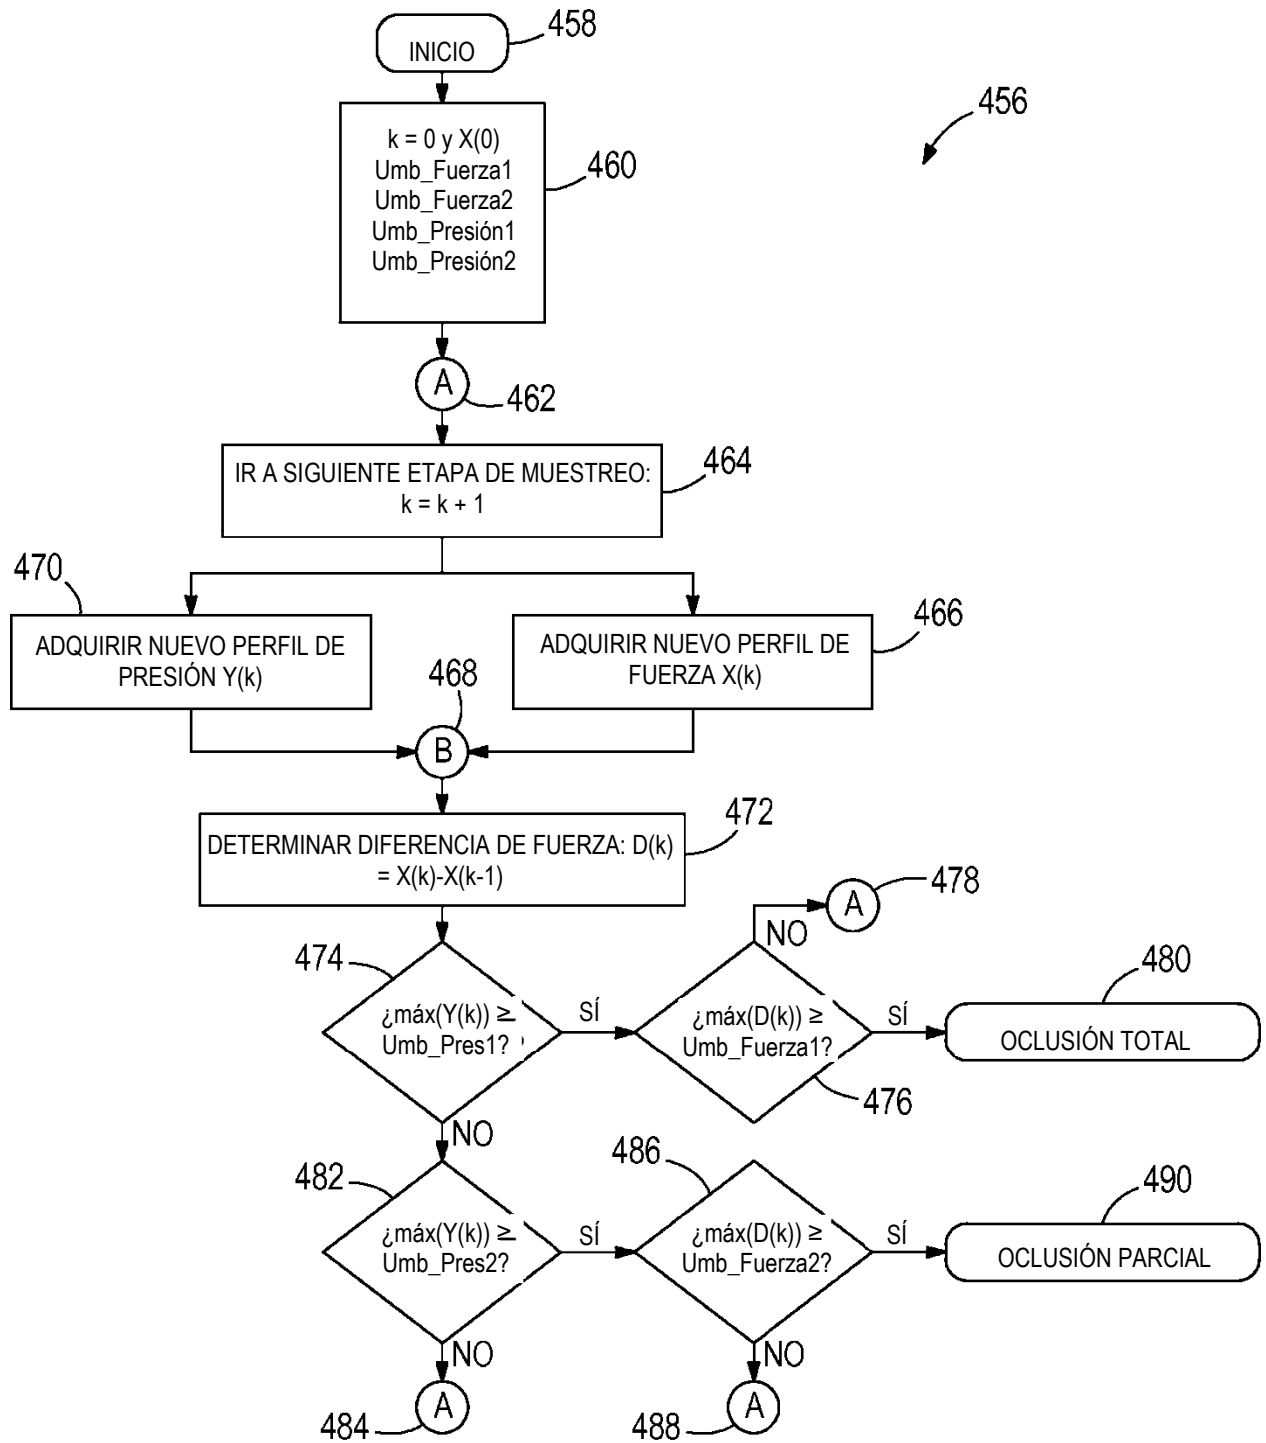 458
INICIO
456
k = 0 y X(0)
Umb_Fuerza1
Umb_Fuerza2
Umb_Presión1
Umb_Presión2
460
A
462
IR A SIGUIENTE ETAPA DE MUESTREO:
k = k + 1
464
470
ADQUIRIR NUEVO PERFIL DE
PRESIÓN Y(k)
466
ADQUIRIR NUEVO PERFIL DE
FUERZA X(k)
468
B
472
DETERMINAR DIFERENCIA DE FUERZA: D(k)
= X(k)-X(k-1)
478
A
NO
474
¿máx(Y(k)) ≥
Umb_Pres1?
SÍ
¿máx(D(k)) ≥
Umb_Fuerza1?
476
SÍ
480
OCLUSIÓN TOTAL
NO
482
¿máx(Y(k)) ≥
Umb_Pres2?
SÍ
486
¿máx(D(k)) ≥
Umb_Fuerza2?
SÍ
490
OCLUSIÓN PARCIAL
NO
A
484
NO
A
488